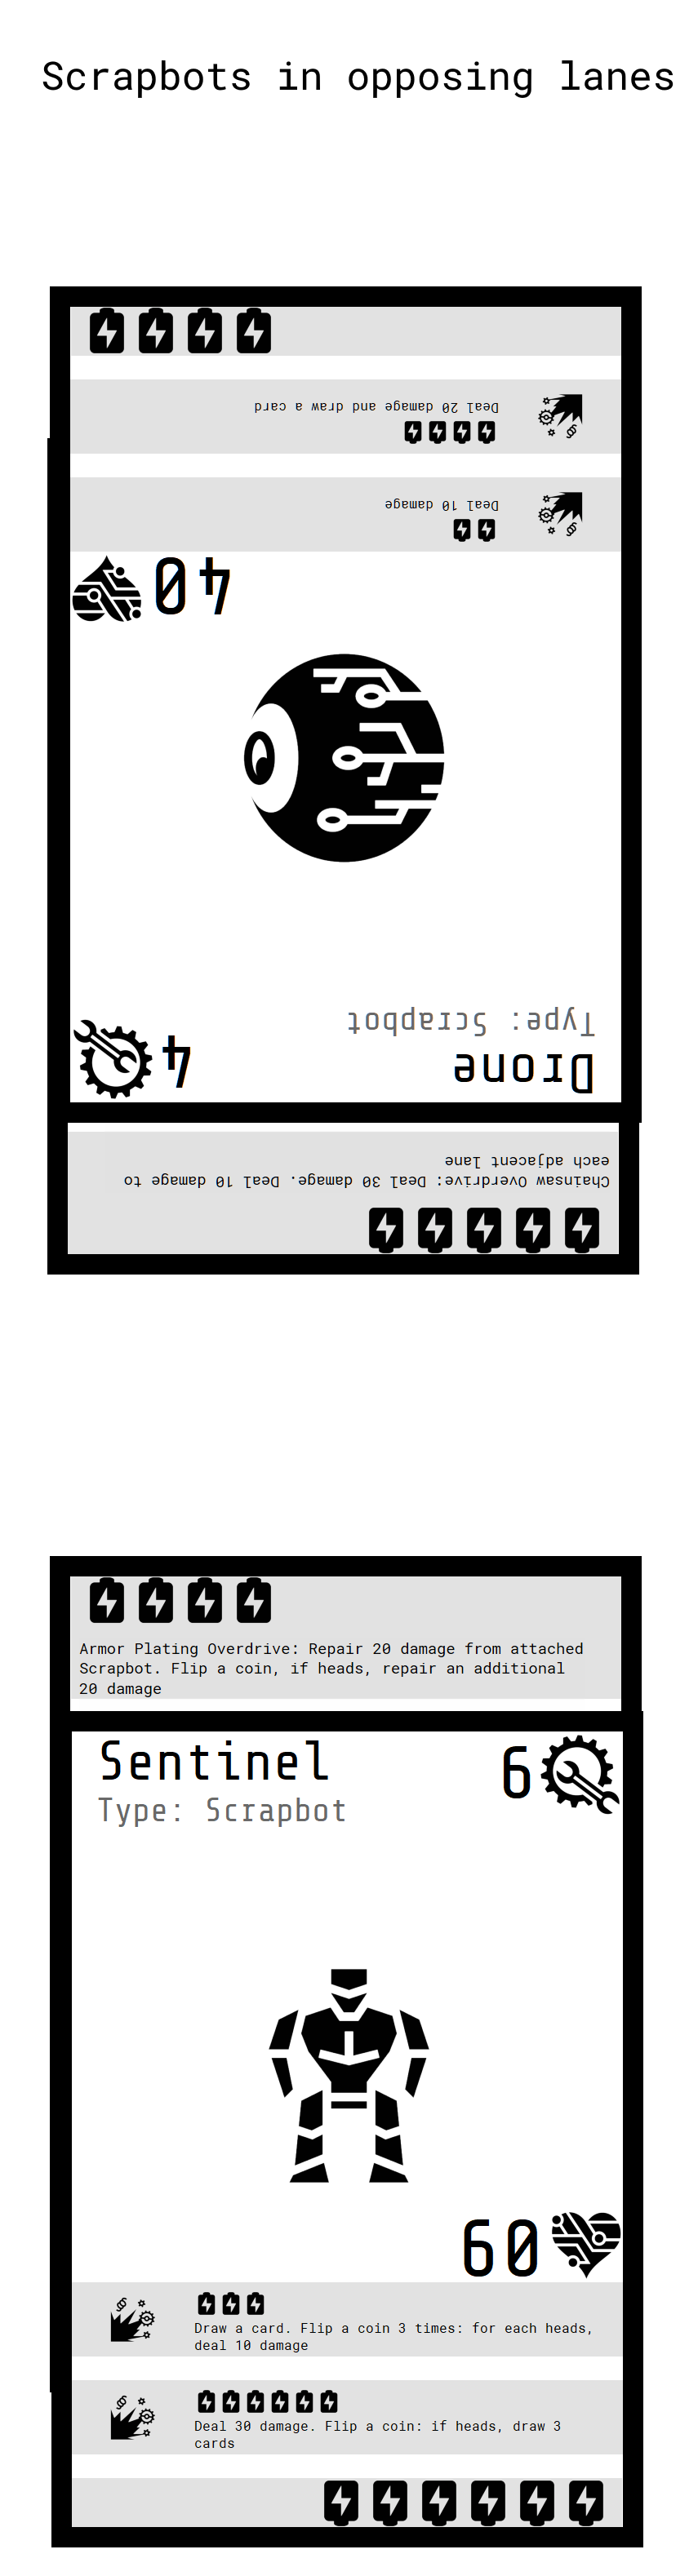 Scrapbots in opposing lanes
Deal 20 damage and draw a card
Deal 10 damage
40
4
Type: Scrapbot
Drone
Chainsaw Overdrive: Deal 30 damage. Deal 10 damage to
each adjacent lane
Armor Plating Overdrive: Repair 20 damage from attached
Scrapbot. Flip a coin, if heads, repair an additional
20 damage
Sentinel
6
Type: Scrapbot
60
Draw a card. Flip a coin 3 times: for each heads,
deal 10 damage
Deal 30 damage. Flip a coin: if heads, draw 3
cards